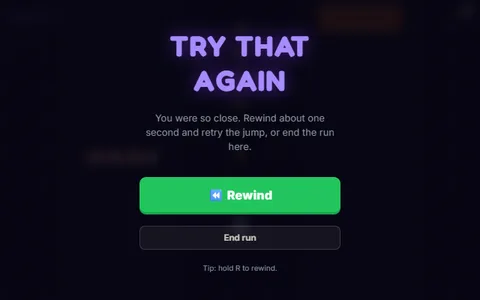 TRY THAT
AGAIN
You were so close. Rewind about one
second and retry the jump, or end the run
here.
⏪ Rewind
End run
Tip: hold R to rewind.